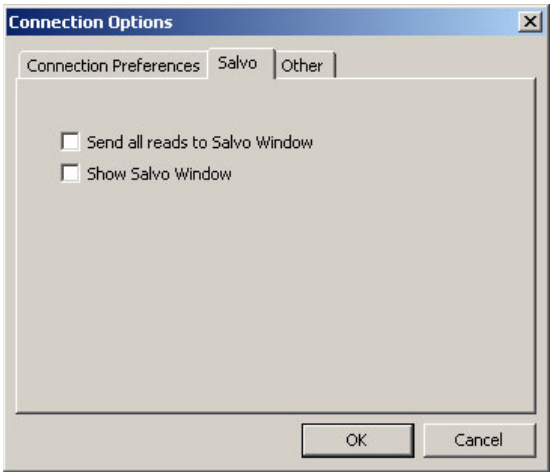 Connection Options
Connection Preferences Salvo Other
Send all reads to Salvo Window
Show Salvo Window
OK Cancel